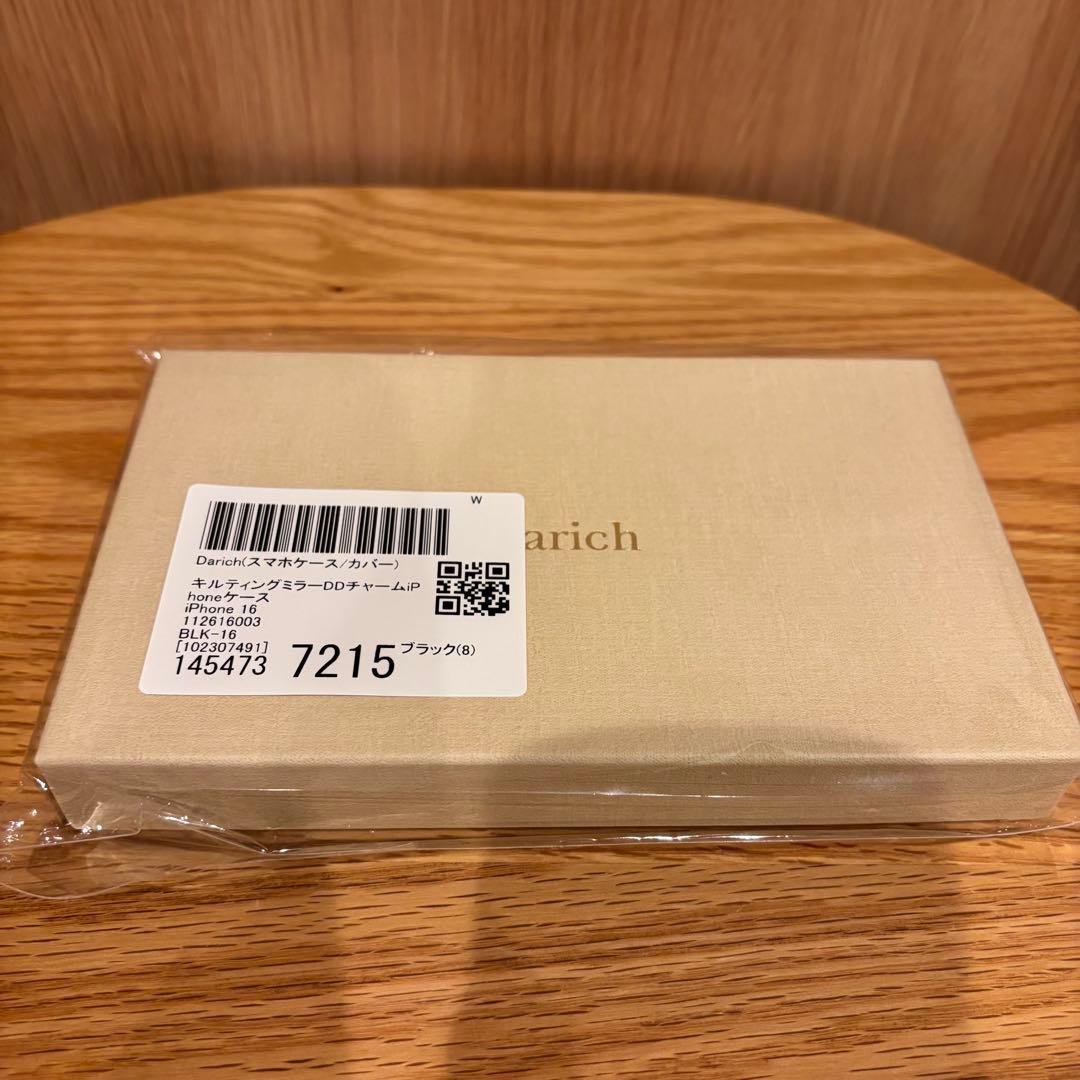 W
Darich(スマホケース/カバー)
キルティングミラーDDチャームiP
honeケース
iPhone 16
112616003
BLK-16
[102307491]
145473 7215 ブラック(8)
arich